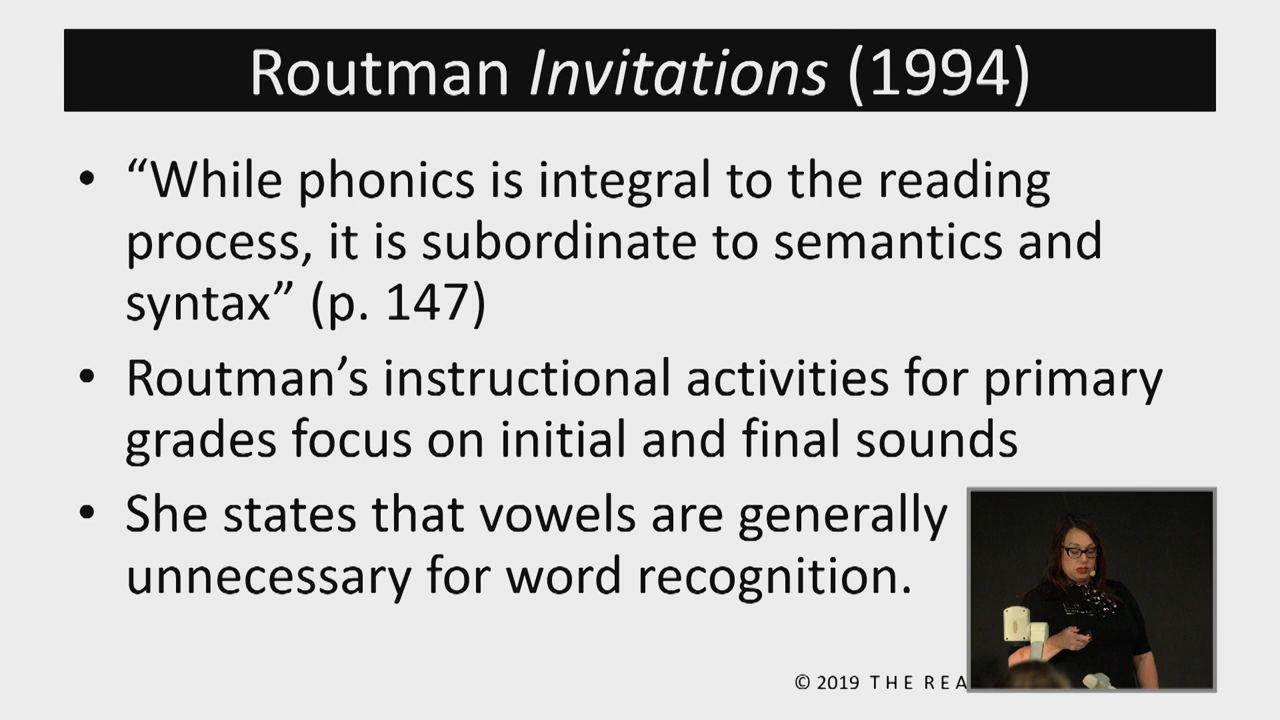 Routman Invitations (1994)
• “While phonics is integral to the reading
process, it is subordinate to semantics and
syntax” (p. 147)
• Routman’s instructional activities for primary
grades focus on initial and final sounds
• She states that vowels are generally
unnecessary for word recognition.
© 2019 THE REA